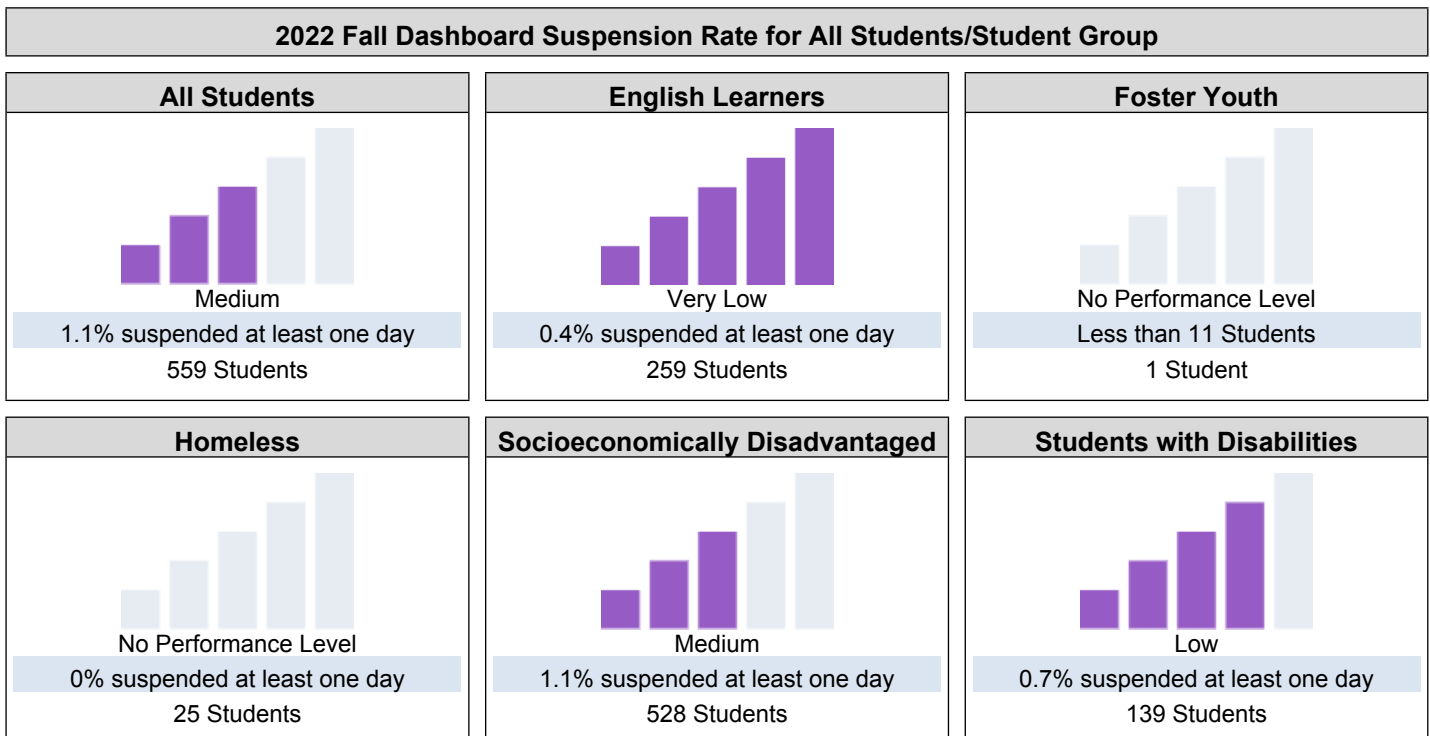 2022 Fall Dashboard Suspension Rate for All Students/Student Group
All Students
Medium
1.1% suspended at least one day
559 Students
English Learners
Very Low
0.4% suspended at least one day
259 Students
Foster Youth
No Performance Level
Less than 11 Students
1 Student
Homeless
No Performance Level
0% suspended at least one day
25 Students
Socioeconomically Disadvantaged
Medium
1.1% suspended at least one day
528 Students
Students with Disabilities
Low
0.7% suspended at least one day
139 Students